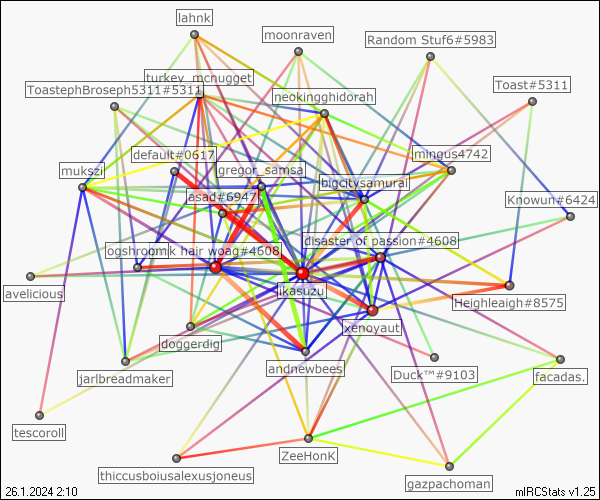 lahnk
moonraven
Random Stuf6#5983
turkey_mcnugget
Toast#5311
ToastephBroseph5311#5311
neokingghidorah
default#0617
mingus4742
gregor_samsa
mukszi
bigcitysamurai
asad#6947
Knowun#6424
disaster of passion#4608
ogshroom
k hair woag#4608
avelicious
ikasuzu
Heighleaigh#8575
xenoyaut
doggerdig
andnewbees
jarlbreadmaker
Duck™#9103
facadas.
tescoroll
ZeeHonK
thiccusboiusalexusjoneus
gazpachoman
26.1.2024 2:10
mIRCStats v1.25